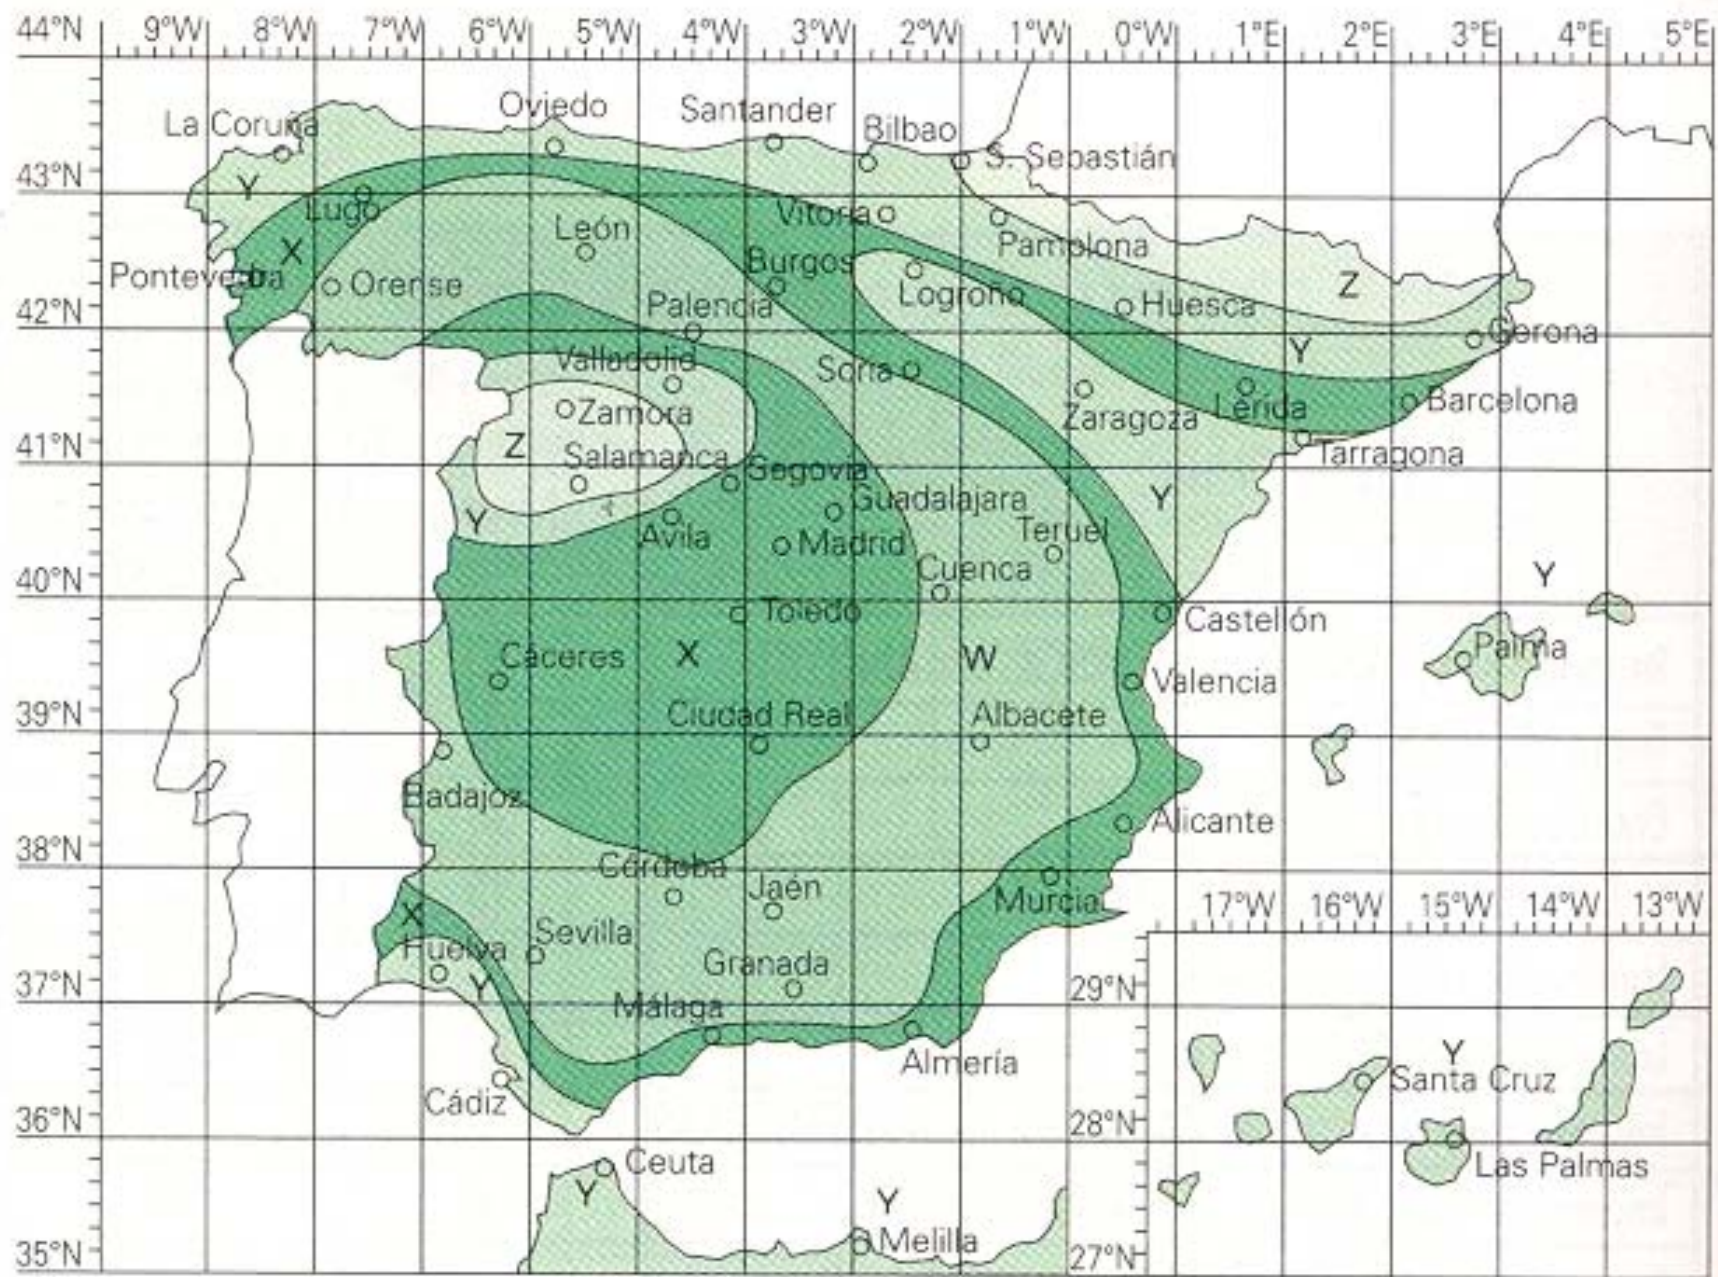 44°N 9°W 8°W 7°W 6°W 5°W 4°W 3°W 2°W 1°W 0°W 1°E 2°E 3°E 4°E 5°E
Oviedo Santander
La Coruña Bilbao
S. Sebastián
43°N Y
Lugo Vitoria
León Pamplona
X Burgos
Pontevedra Orense Z
Logroño Huesca
Palencia
42°N Gerona
Y
Valladolid Soria
Zamora Zaragoza Lérida Barcelona
41°N Z
Salamanca Segovia Tarragona
Guadalajara Y
Y Teruel
Avila Madrid
Cuenca Y
40°N
Toledo Castellón
Cáceres X W Palma
Valencia
39°N Ciudad Real Albacete
Badajoz
Alicante
38°N
Córdoba Jaén
X Murcia 17°W 16°W 15°W 14°W 13°W
Huelva Sevilla
Granada
37°N Y 29°N
Málaga
Almería Y
Santa Cruz
Cádiz
36°N 28°N
Ceuta Las Palmas
Y Y
Melilla
35°N 27°N